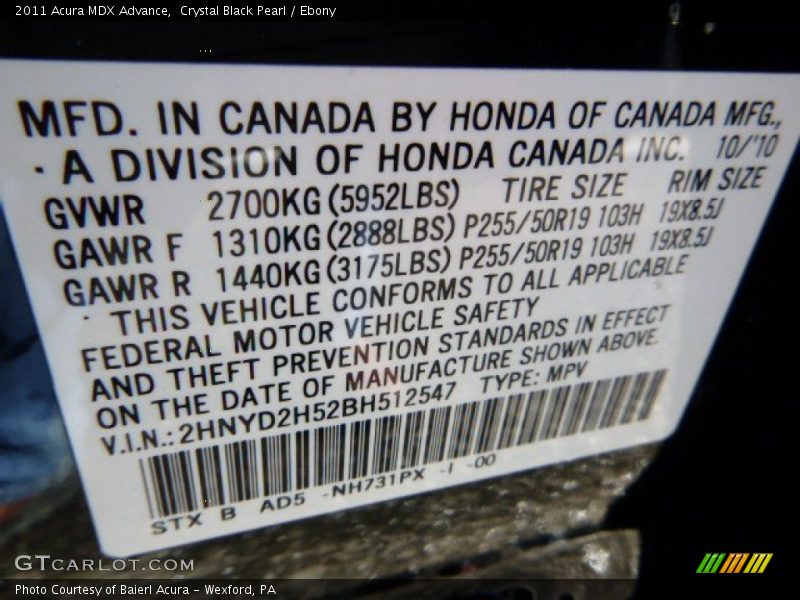 2011 Acura MDX Advance,  Crystal Black Pearl / Ebony
MFD. IN CANADA BY HONDA OF CANADA MFG.,
· A DIVISION OF HONDA CANADA INC. 10/'10
GVWR 2700KG (5952LBS) TIRE SIZE RIM SIZE
GAWR F 1310KG (2888LBS) P255/50R19 103H 19X8.5J
GAWR R 1440KG (3175LBS) P255/50R19 103H 19X8.5J
· THIS VEHICLE CONFORMS TO ALL APPLICABLE
FEDERAL MOTOR VEHICLE SAFETY
AND THEFT PREVENTION STANDARDS IN EFFECT
ON THE DATE OF MANUFACTURE SHOWN ABOVE.
V.I.N.: 2HNYD2H52BH512547 TYPE: MPV
STX B AD5 -NH731PX -I -00
GTCARLOT.COM
Photo Courtesy of Baierl Acura - Wexford, PA